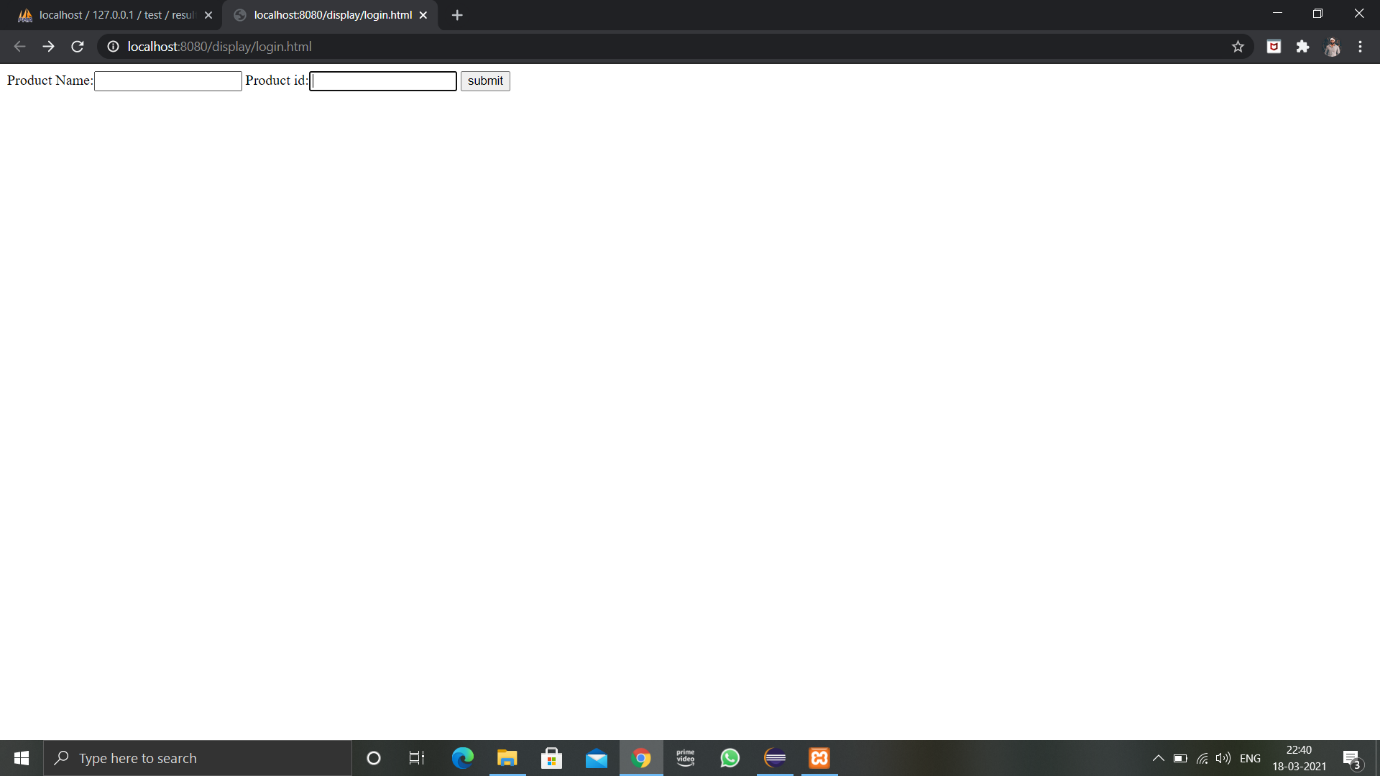 localhost / 127.0.0.1 / test / resul
localhost:8080/display/login.html
localhost:8080/display/login.html
Product Name: Product id: submit
Type here to search
prime video
ENG
22:40
18-03-2021
3